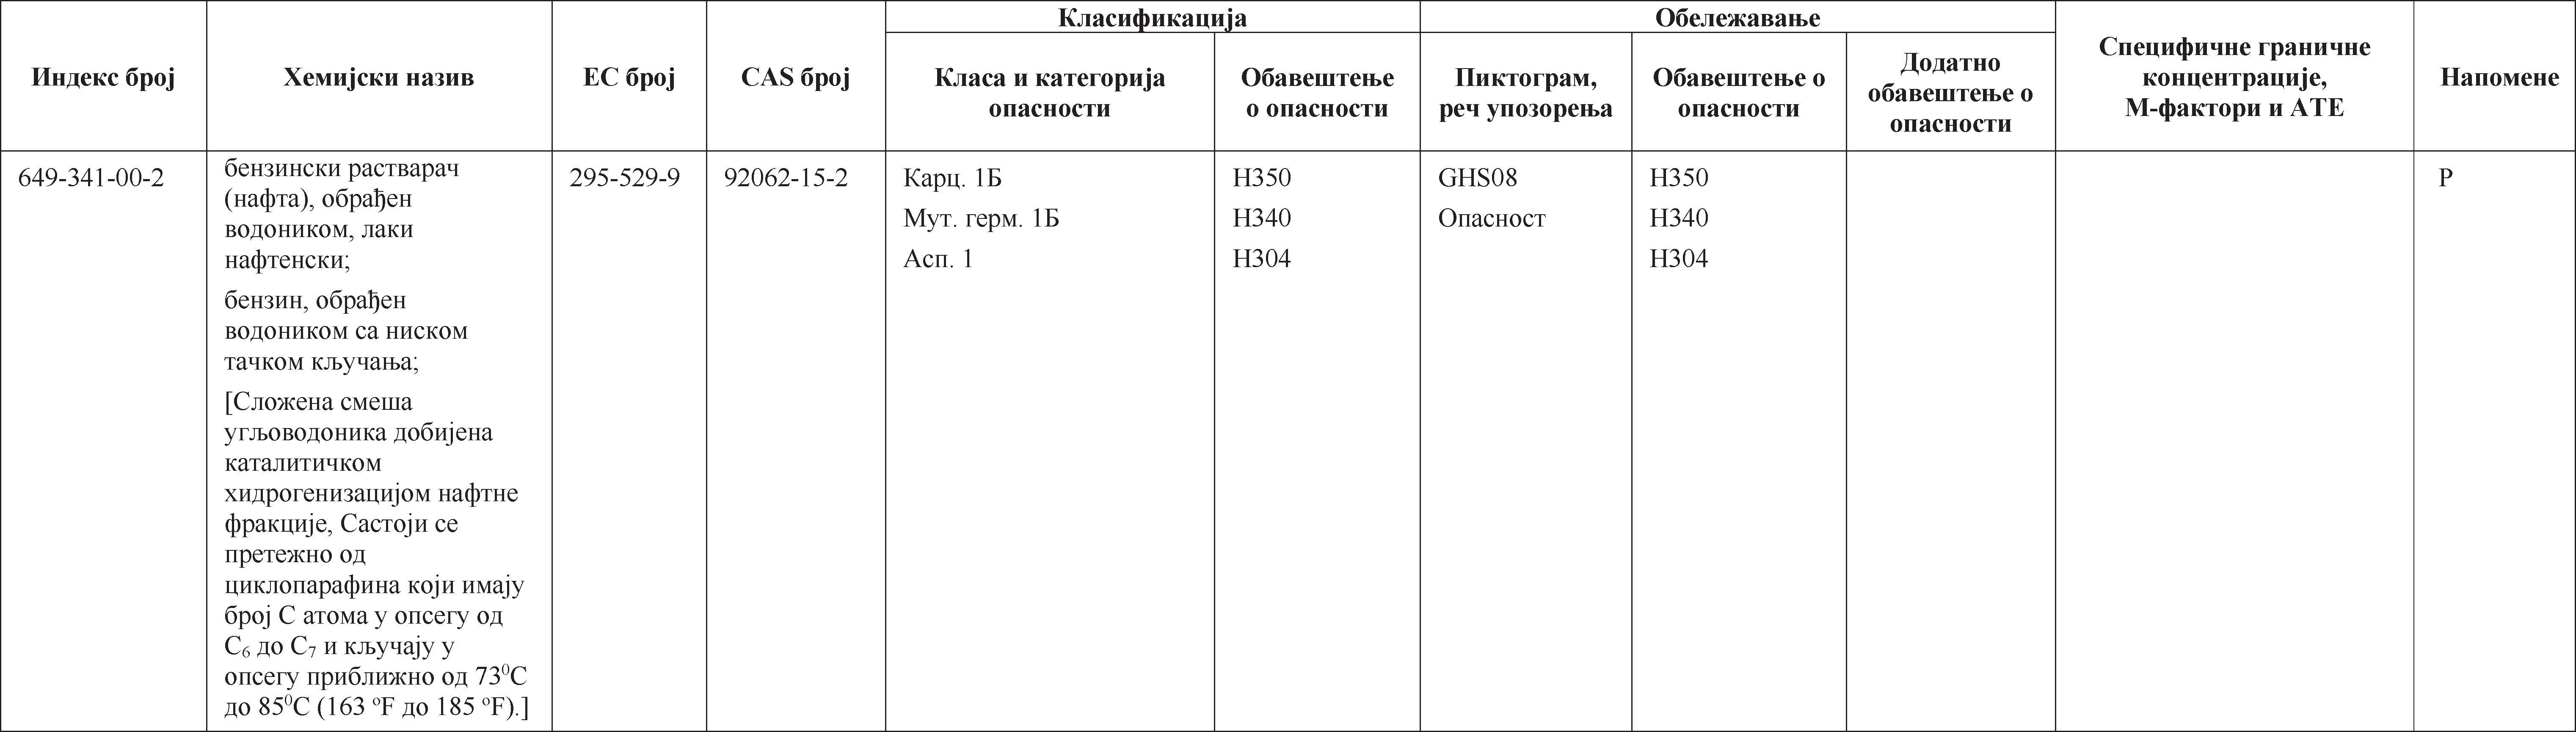 Класификација
Обележавање
Индекс број
Хемијски назив
ЕС број
CAS број
Класа и категорија
опасности
Обавештење
о опасности
Пиктограм,
реч упозорења
Обавештење о
опасности
Додатно
обавештење о
опасности
Специфичне граничне
концентрације,
М-фактори и АТЕ
Напомене
649-341-00-2
бензински растварач
(нафта), обрађен
водоником, лаки
нафтенски;
бензин, обрађен
водоником са ниском
тачком кључања;
[Сложена смеша
угљоводоника добијена
каталитичком
хидрогенизацијом нафтне
фракције, Састоји се
претежно од
циклопарафина који имају
број C атома у опсегу од
C₆ до C₇ и кључају у
опсегу приближно од 73⁰C
до 85⁰C (163 ºF до 185 ºF).]
295-529-9
92062-15-2
Карц. 1Б
Мут. герм. 1Б
Асп. 1
H350
H340
H304
GHS08
Опасност
H350
H340
H304
P